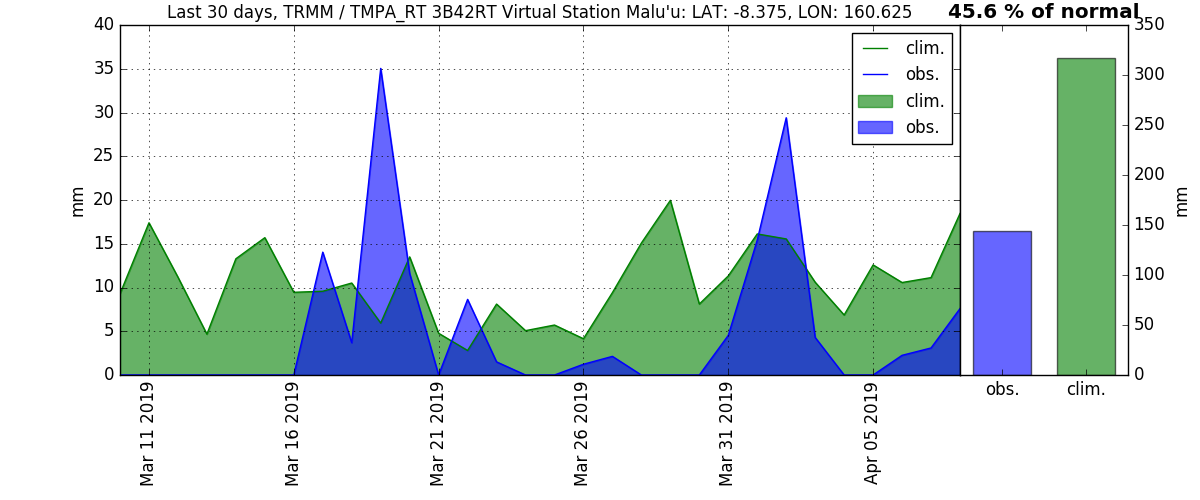 Last 30 days, TRMM / TMPA_RT 3B42RT Virtual Station Malu'u: LAT: -8.375, LON: 160.625
45.6 % of normal
40
35
30
25
20
15
10
5
0
mm
clim.
obs.
clim.
obs.
Mar 11 2019
Mar 16 2019
Mar 21 2019
Mar 26 2019
Mar 31 2019
Apr 05 2019
350
300
250
200
150
100
50
0
mm
obs.
clim.